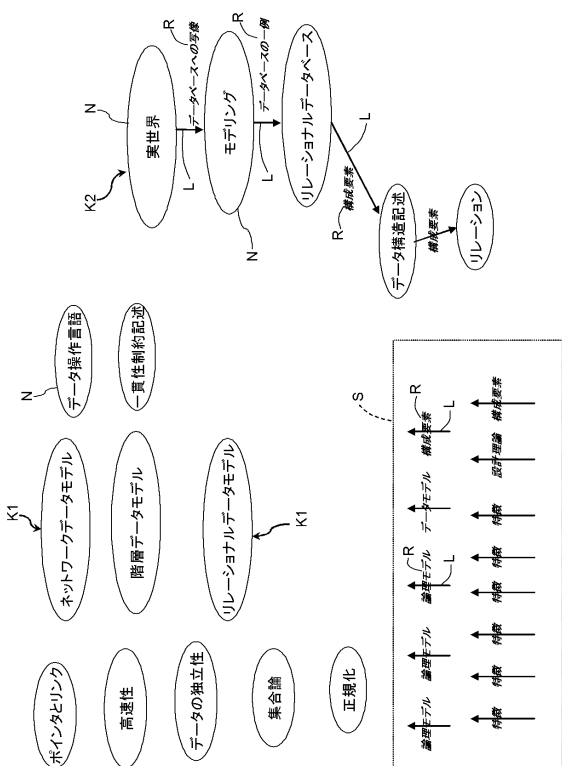 K1
N
ポインタとリンク
ネットワークデータモデル
データ操作言語
K2
N
高速性
階層データモデル
一貫性制約記述
実世界
R
L
データベースへの写像
データの独立性
リレーショナルデータモデル
K1
N
モデリング
R
L
データベースの一例
集合論
リレーショナルデータベース
正規化
R
構成要素
L
S
データ構造記述
構成要素
リレーション
R
R
L
L
論理モデル
論理モデル
論理モデル
データモデル
構成要素
特徴
特徴
特徴
特徴
特徴
特徴
設計理論
構成要素